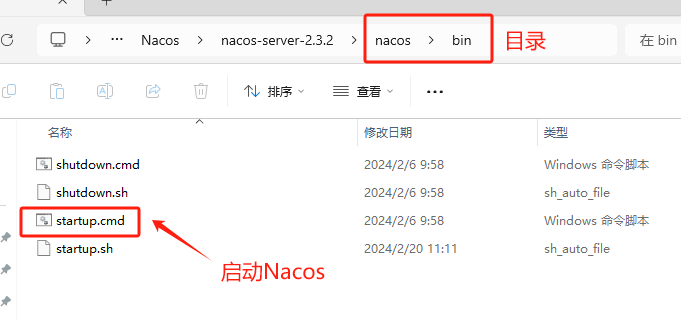 ··· Nacos > nacos-server-2.3.2 > nacos > bin 目录 在 bin
排序 查看 ···
名称 修改日期 类型
shutdown.cmd 2024/2/6 9:58 Windows 命令脚本
shutdown.sh 2024/2/6 9:58 sh_auto_file
startup.cmd 2024/2/6 9:58 Windows 命令脚本
startup.sh 2024/2/20 11:11 sh_auto_file
启动Nacos